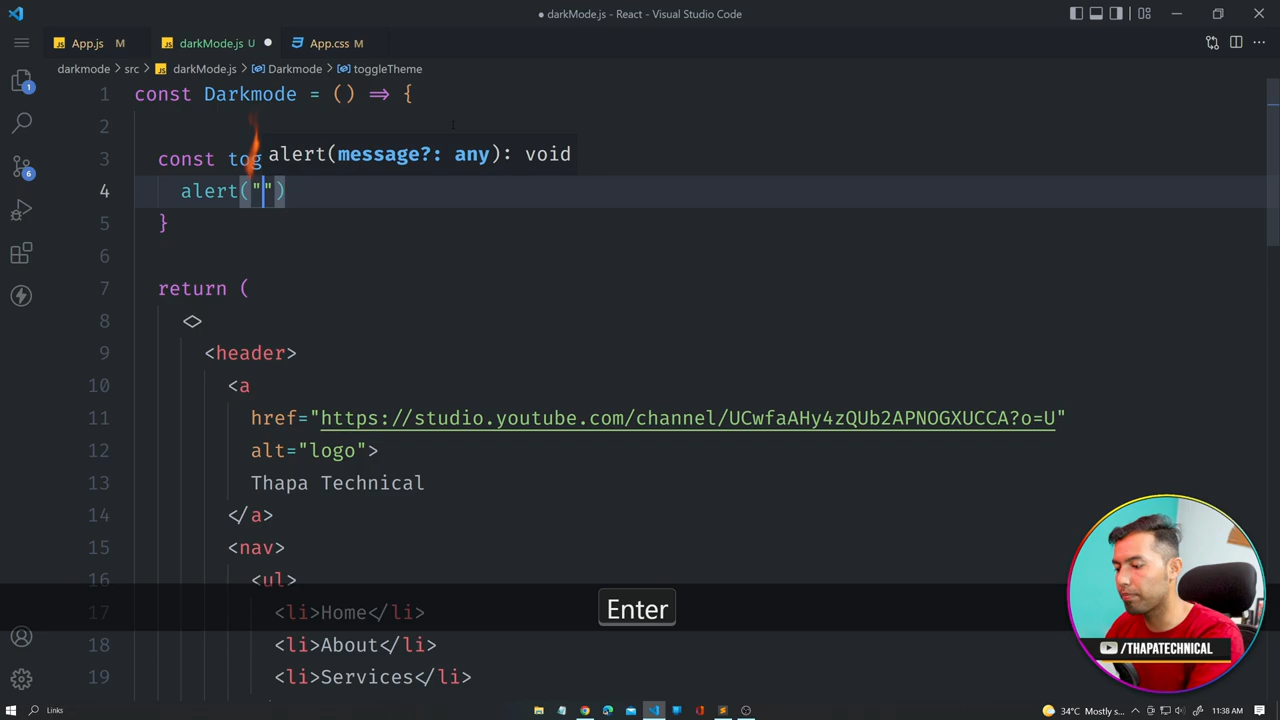 darkMode.js - React - Visual Studio Code
App.js M
darkMode.js U
App.css M
darkmode > src > darkMode.js > Darkmode > toggleTheme
1 const Darkmode = () => {
2
3 const tog
alert(message?: any): void
4 alert("")
5 }
6
7 return (
8 <>
9 <header>
10 <a
11 href="https://studio.youtube.com/channel/UCwfaAHy4zQUb2APNOGXUCCA?o=U"
12 alt="logo">
13 Thapa Technical
14 </a>
15 <nav>
16 <ul>
17 <li>Home</li>
18 <li>About</li>
19 <li>Services</li>
1
6
Enter
/THAPATECHNICAL
Links
34°C Mostly s...
11:38 AM